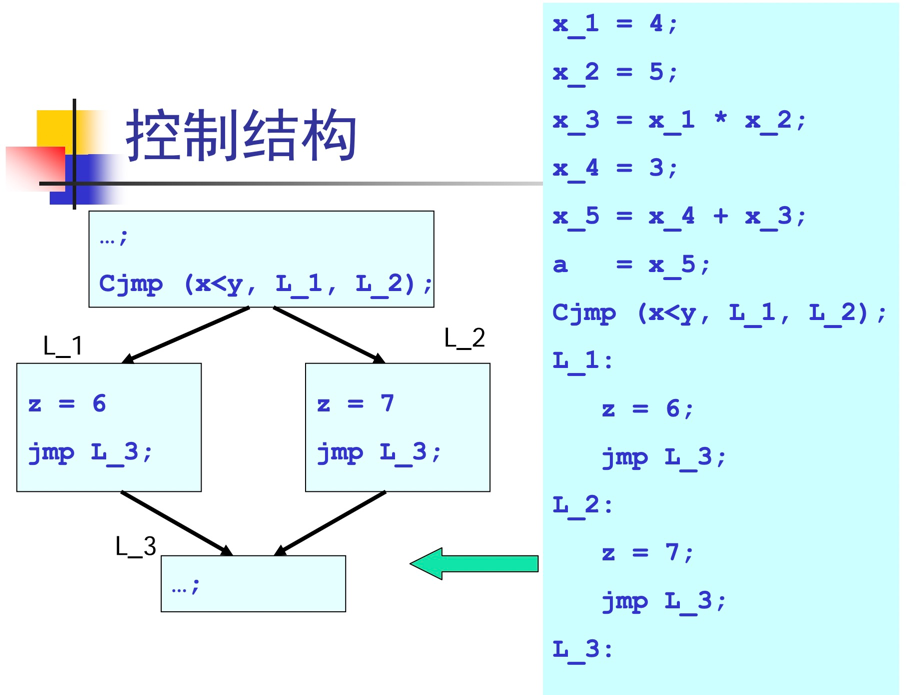 控制结构
…;
Cjmp (x<y, L_1, L_2);
L_1
L_2
z = 6
jmp L_3;
z = 7
jmp L_3;
L_3
…;
x_1 = 4;
x_2 = 5;
x_3 = x_1 * x_2;
x_4 = 3;
x_5 = x_4 + x_3;
a   = x_5;
Cjmp (x<y, L_1, L_2);
L_1:
z = 6;
jmp L_3;
L_2:
z = 7;
jmp L_3;
L_3: